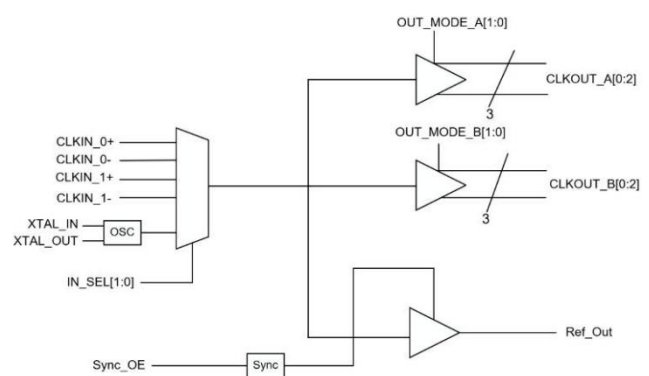 OUT_MODE_A[1:0]
CLKOUT_A[0:2]
3
OUT_MODE_B[1:0]
CLKIN_0+
CLKIN_0-
CLKIN_1+
CLKOUT_B[0:2]
CLKIN_1-
3
XTAL_IN
OSC
XTAL_OUT
IN_SEL[1:0]
Ref_Out
Sync_OE
Sync